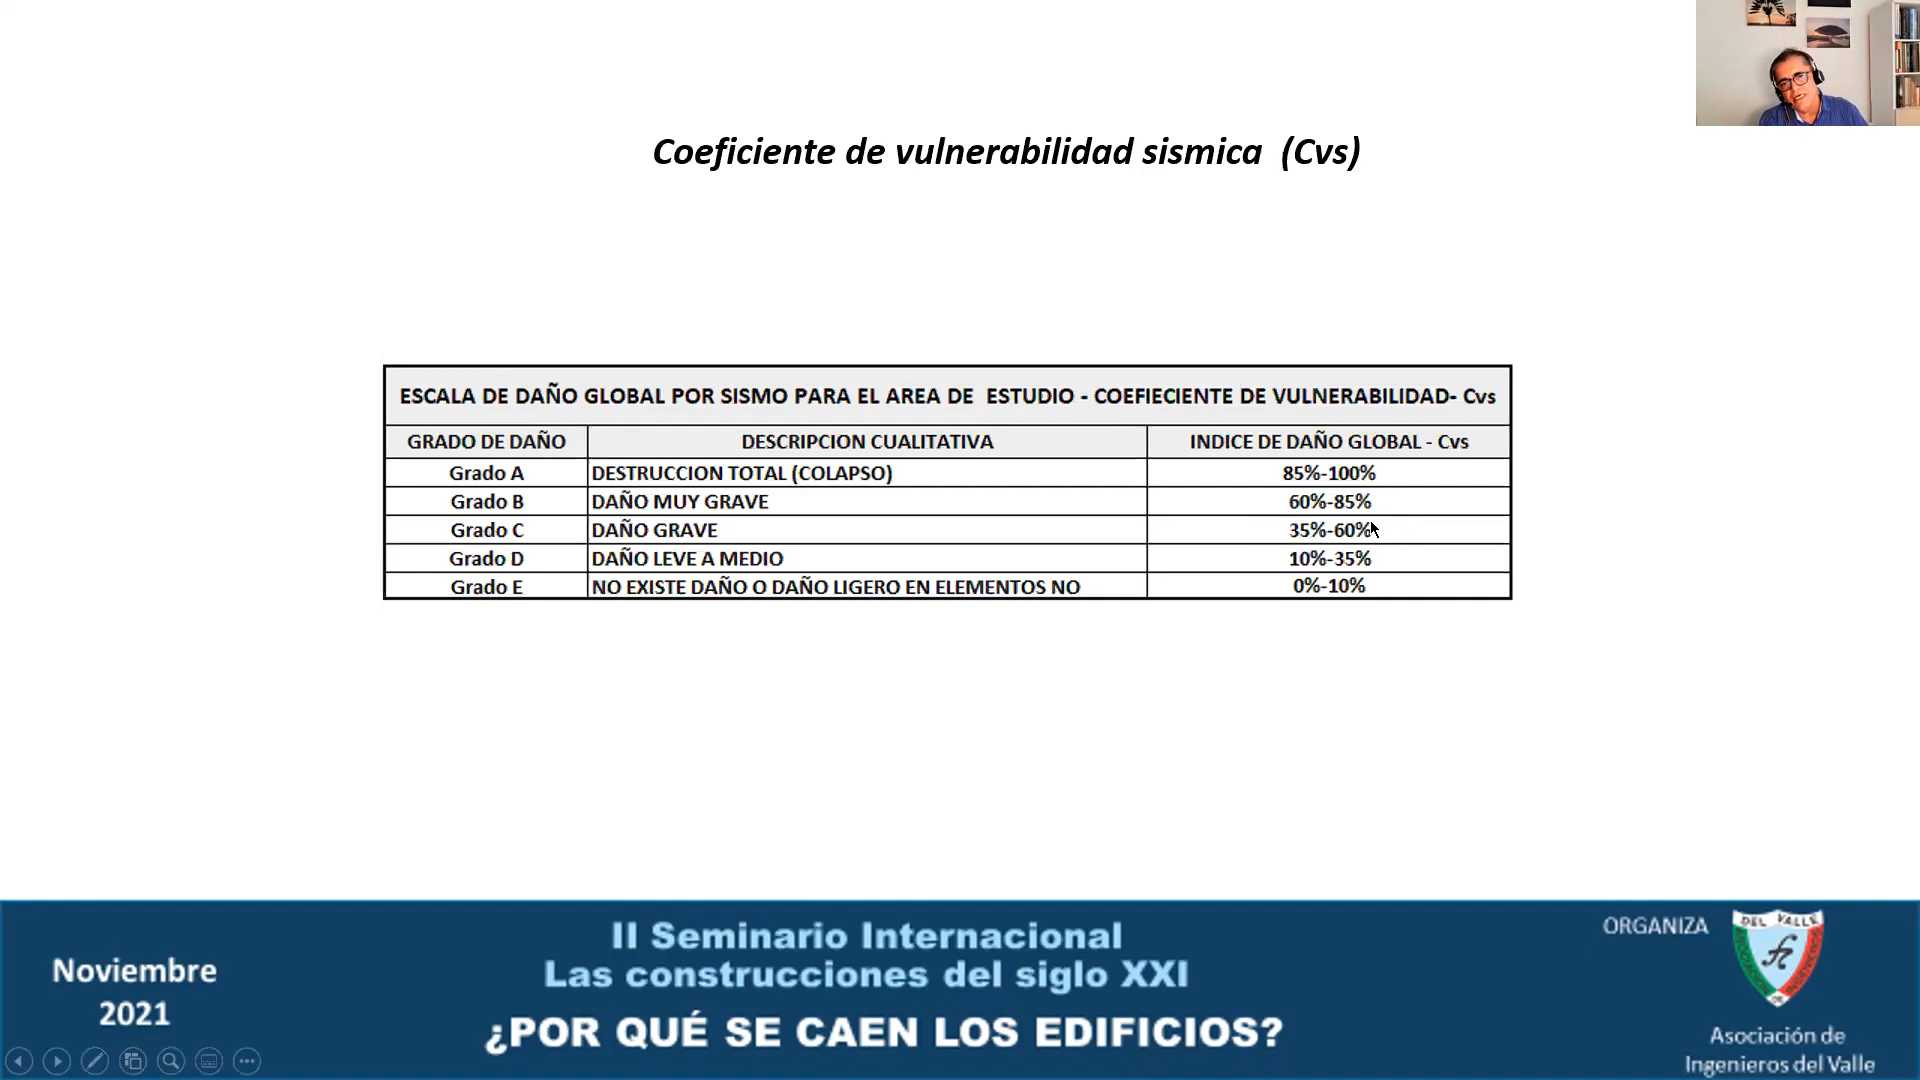 Coeficiente de vulnerabilidad sismica (Cvs)
ESCALA DE DAÑO GLOBAL POR SISMO PARA EL AREA DE ESTUDIO - COEFIECIENTE DE VULNERABILIDAD- Cvs
GRADO DE DAÑO DESCRIPCION CUALITATIVA INDICE DE DAÑO GLOBAL - Cvs
Grado A DESTRUCCION TOTAL (COLAPSO) 85%-100%
Grado B DAÑO MUY GRAVE 60%-85%
Grado C DAÑO GRAVE 35%-60%
Grado D DAÑO LEVE A MEDIO 10%-35%
Grado E NO EXISTE DAÑO O DAÑO LIGERO EN ELEMENTOS NO 0%-10%
Noviembre
2021
II Seminario Internacional
Las construcciones del siglo XXI
¿POR QUÉ SE CAEN LOS EDIFICIOS?
ORGANIZA
DEL VALLE
Asociación de
Ingenieros del Valle